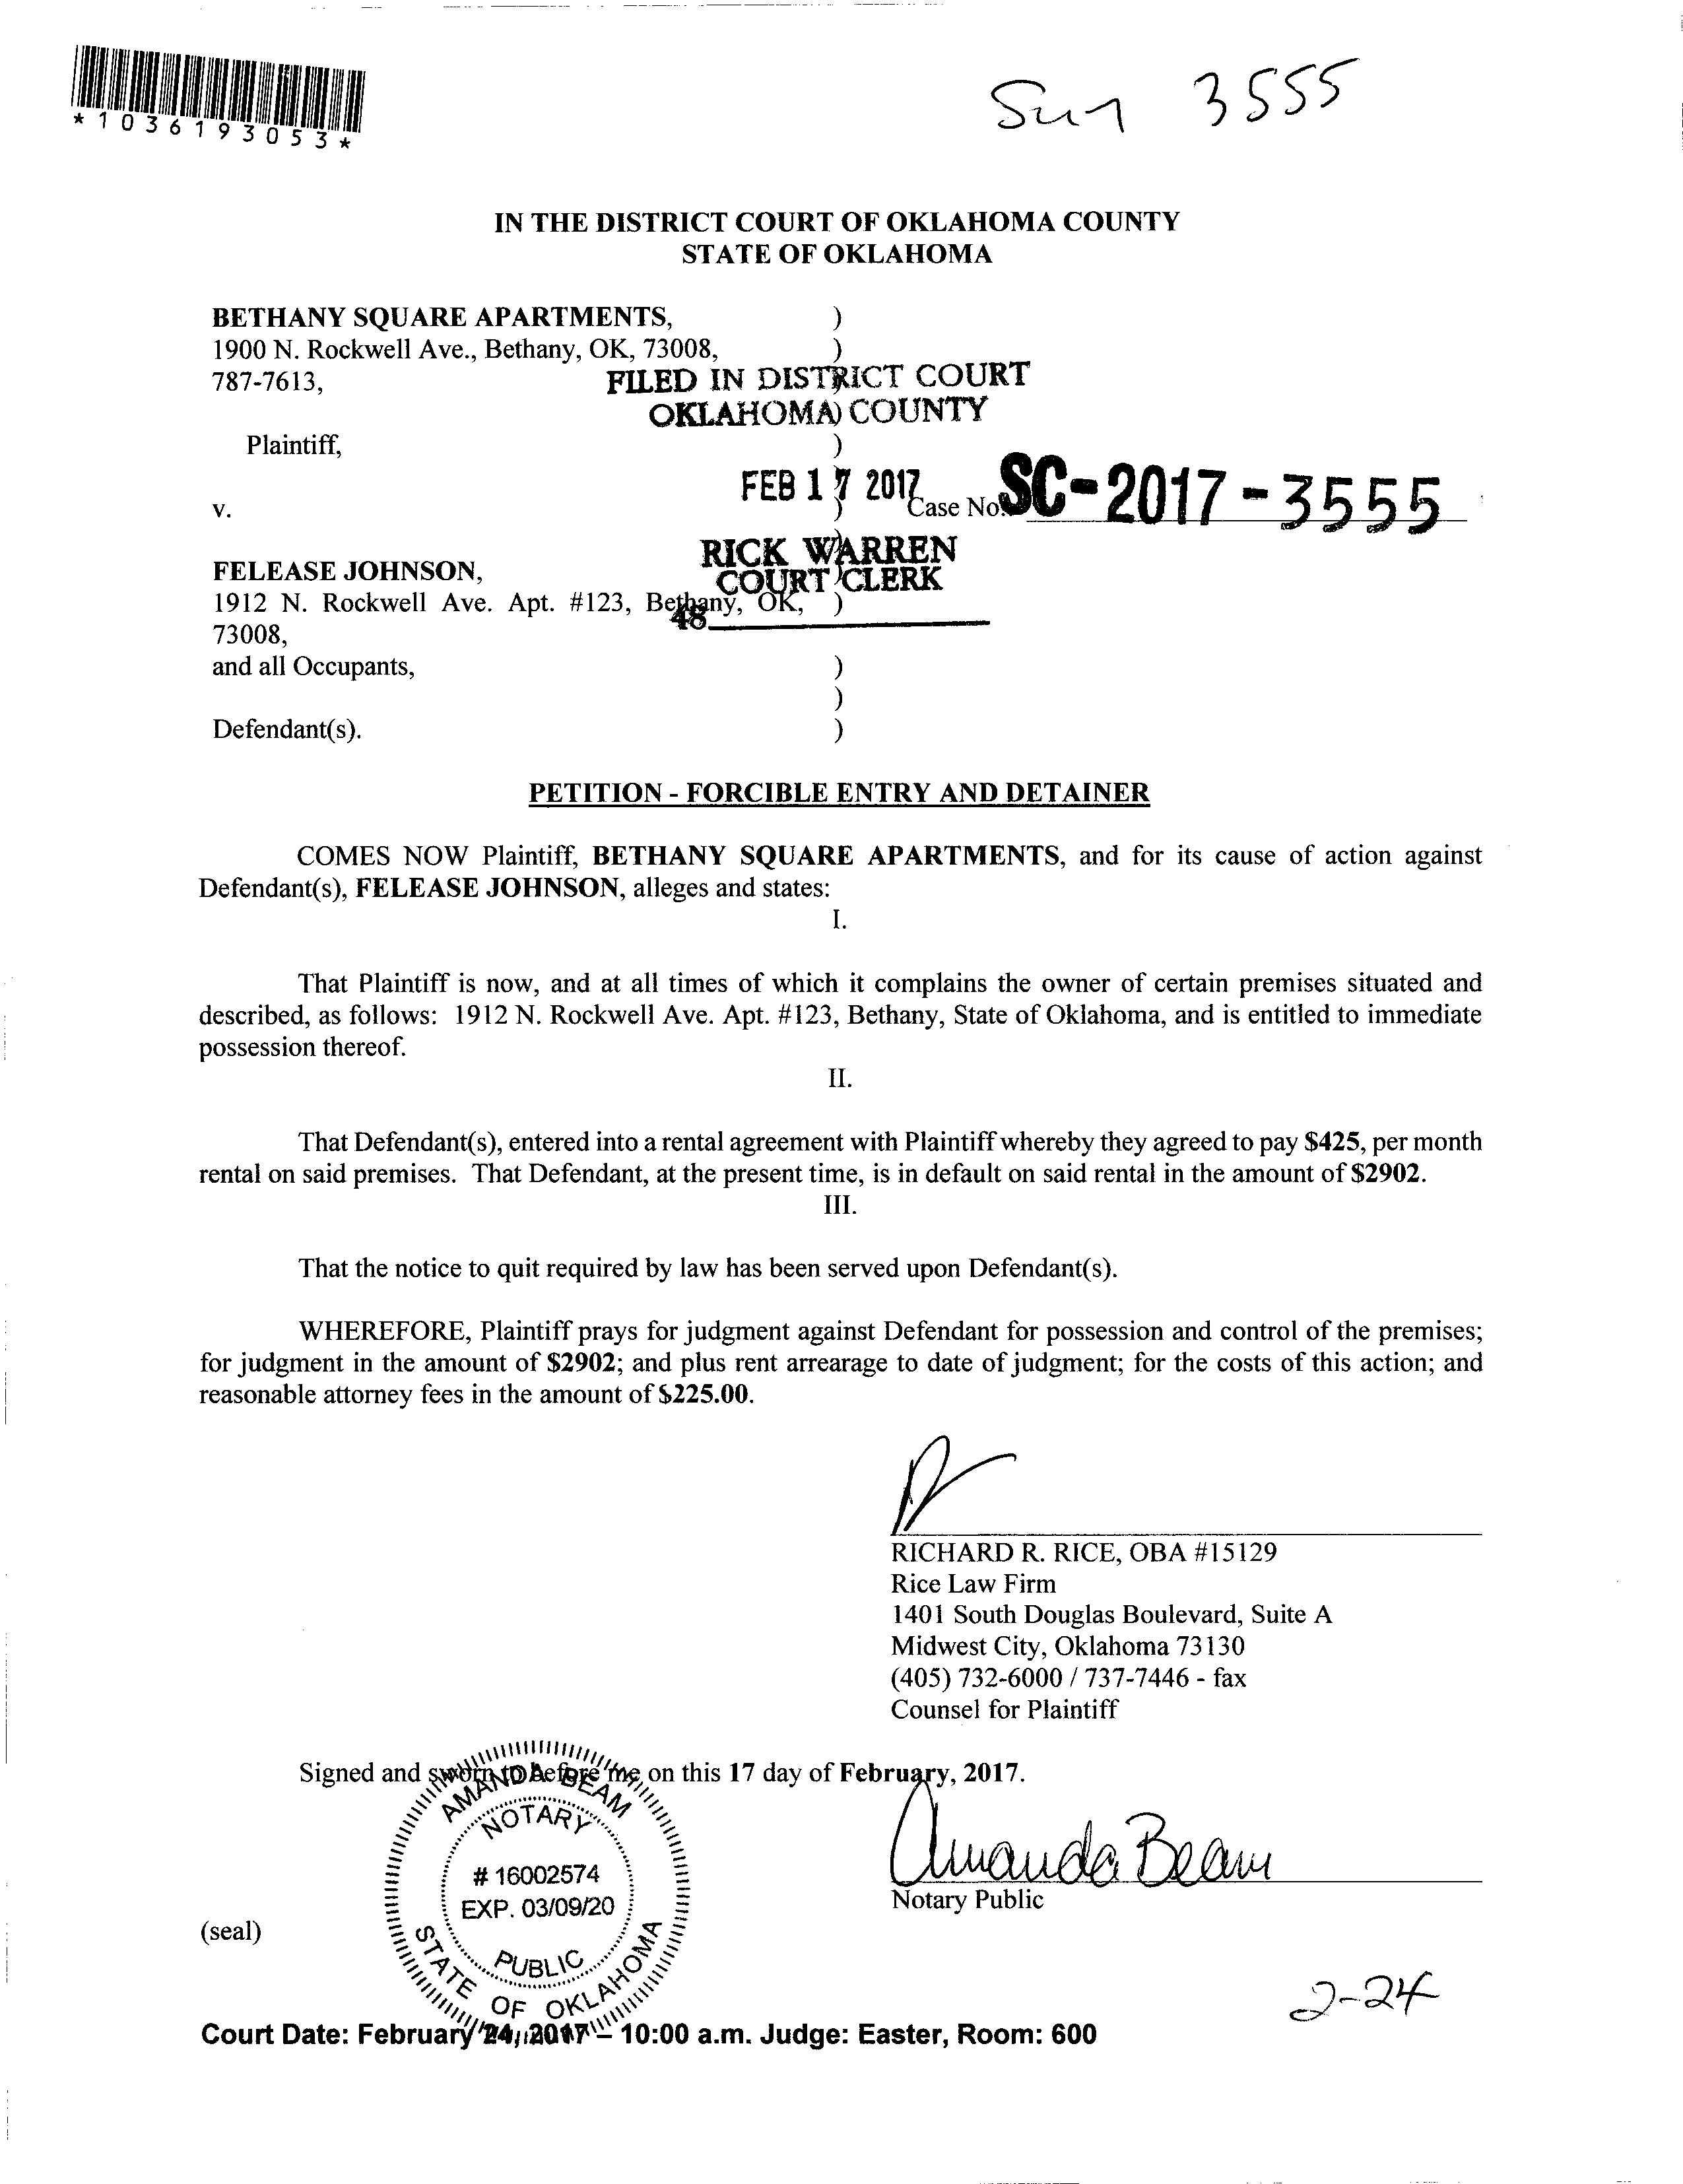 *1036193053*
Sun 3555
IN THE DISTRICT COURT OF OKLAHOMA COUNTY
STATE OF OKLAHOMA
BETHANY SQUARE APARTMENTS, )
1900 N. Rockwell Ave., Bethany, OK, 73008, )
787-7613,
FILED IN DISTRICT COURT
OKLAHOMA COUNTY )
Plaintiff, )
FEB 17 2017 )
v. Case No. SC-2017-3555
RICK WARREN
COURT CLERK )
FELEASE JOHNSON,
1912 N. Rockwell Ave. Apt. #123, Bethany, OK, )
48
73008,
and all Occupants, )
)
Defendant(s). )
PETITION - FORCIBLE ENTRY AND DETAINER
COMES NOW Plaintiff, BETHANY SQUARE APARTMENTS, and for its cause of action against
Defendant(s), FELEASE JOHNSON, alleges and states:
I.
That Plaintiff is now, and at all times of which it complains the owner of certain premises situated and
described, as follows: 1912 N. Rockwell Ave. Apt. #123, Bethany, State of Oklahoma, and is entitled to immediate
possession thereof.
II.
That Defendant(s), entered into a rental agreement with Plaintiff whereby they agreed to pay $425, per month
rental on said premises. That Defendant, at the present time, is in default on said rental in the amount of $2902.
III.
That the notice to quit required by law has been served upon Defendant(s).
WHEREFORE, Plaintiff prays for judgment against Defendant for possession and control of the premises;
for judgment in the amount of $2902; and plus rent arrearage to date of judgment; for the costs of this action; and
reasonable attorney fees in the amount of $225.00.
RICHARD R. RICE, OBA #15129
Rice Law Firm
1401 South Douglas Boulevard, Suite A
Midwest City, Oklahoma 73130
(405) 732-6000 / 737-7446 - fax
Counsel for Plaintiff
Signed and sworn to before me on this 17 day of February, 2017.
AMANDA BEAM
NOTARY
# 16002574
EXP. 03/09/20
PUBLIC
STATE OF OKLAHOMA
Amanda Beam
Notary Public
(seal)
2-24
Court Date: February 24, 2017 – 10:00 a.m. Judge: Easter, Room: 600